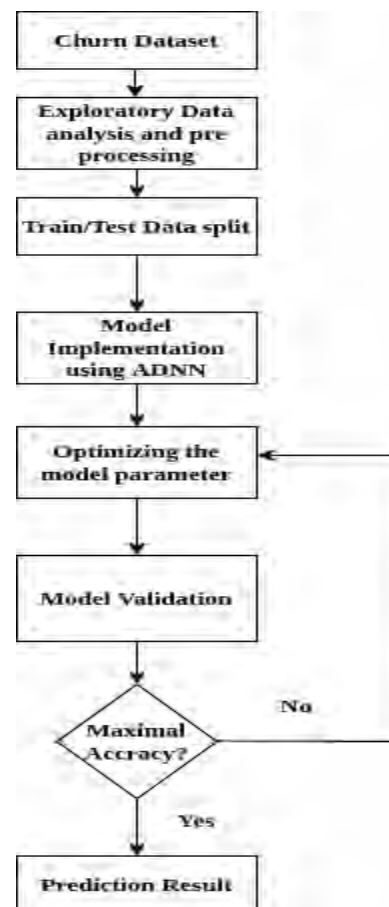 Churn Dataset
Exploratory Data
analysis and pre
processing
Train/Test Data split
Model
Implementation
using ADNN
Optimizing the
model parameter
Model Validation
Maximal
Accracy?
No
Yes
Prediction Result